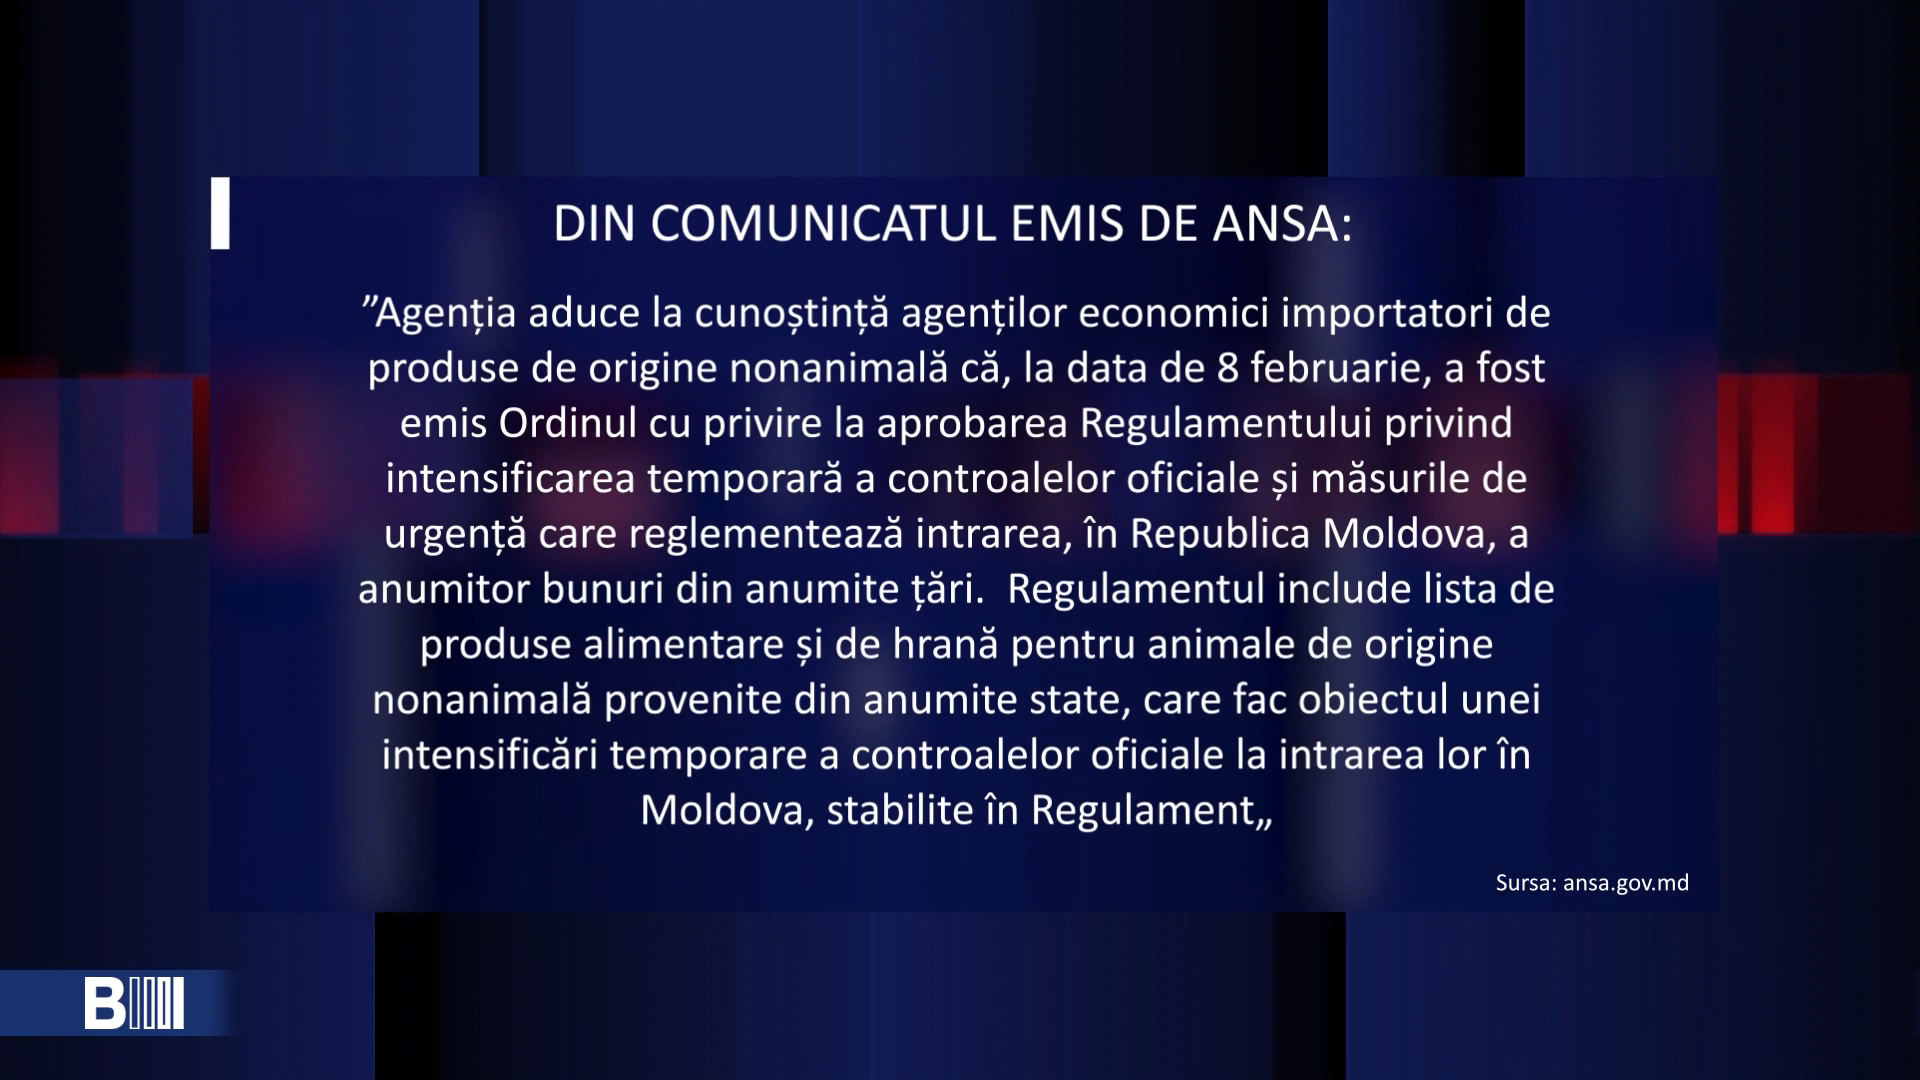 DIN COMUNICATUL EMIS DE ANSA:
”Agenția aduce la cunoștință agenților economici importatori de
produse de origine nonanimală că, la data de 8 februarie, a fost
emis Ordinul cu privire la aprobarea Regulamentului privind
intensificarea temporară a controalelor oficiale și măsurile de
urgență care reglementează intrarea, în Republica Moldova, a
anumitor bunuri din anumite țări.  Regulamentul include lista de
produse alimentare și de hrană pentru animale de origine
nonanimală provenite din anumite state, care fac obiectul unei
intensificări temporare a controalelor oficiale la intrarea lor în
Moldova, stabilite în Regulament„
Sursa: ansa.gov.md
B